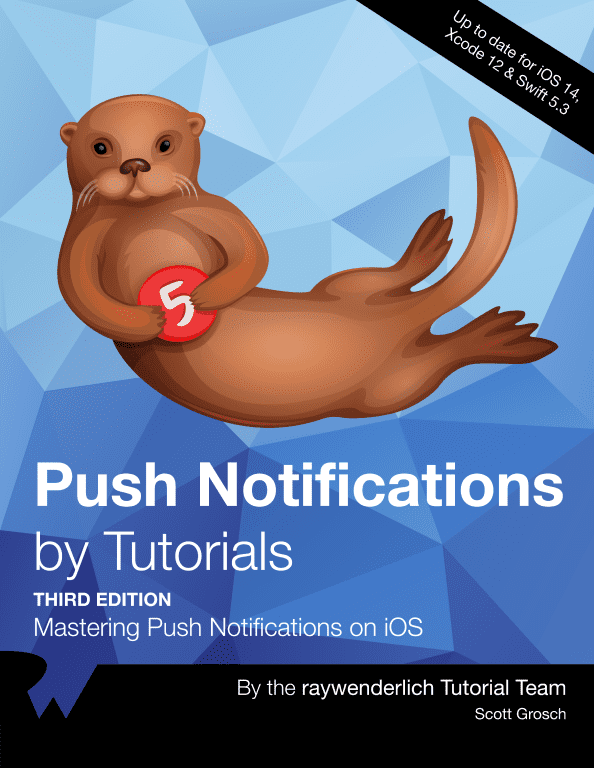 Up to date for iOS 14,
Xcode 12 & Swift 5.3
5
Push Notifications
by Tutorials
THIRD EDITION
Mastering Push Notifications on iOS
By the raywenderlich Tutorial Team
Scott Grosch